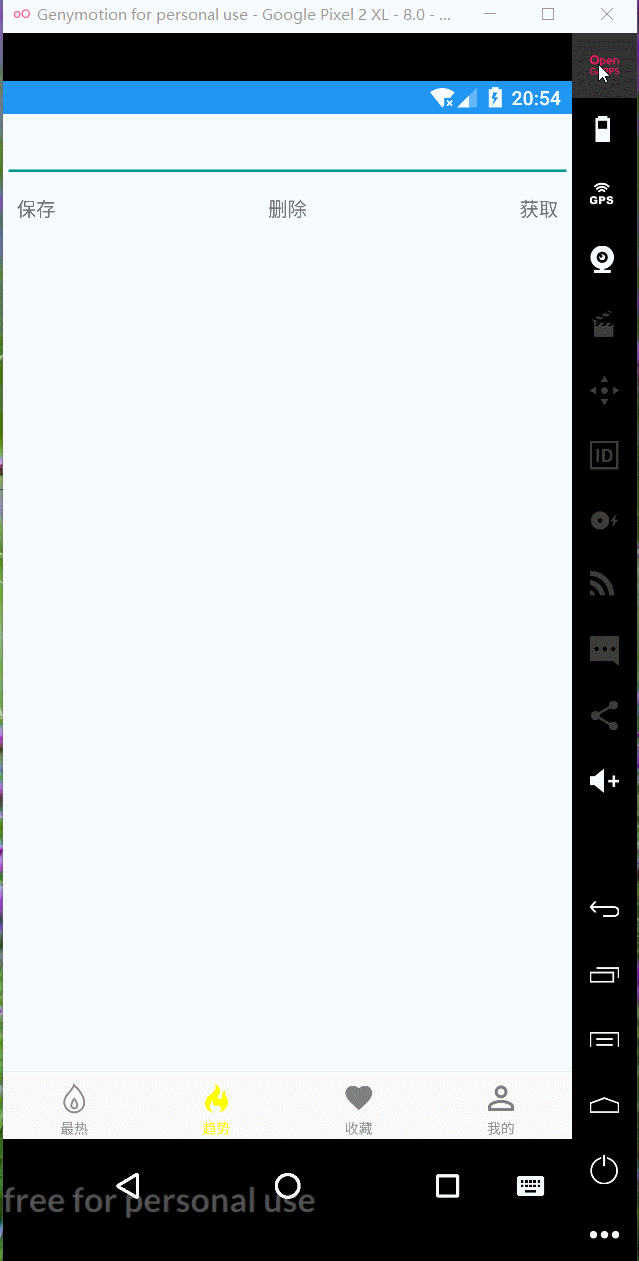 Genymotion for personal use - Google Pixel 2 XL - 8.0 - ...
Open
20:54
GPS
保存 删除 获取
ID
最热 趋势 收藏 我的
free for personal use